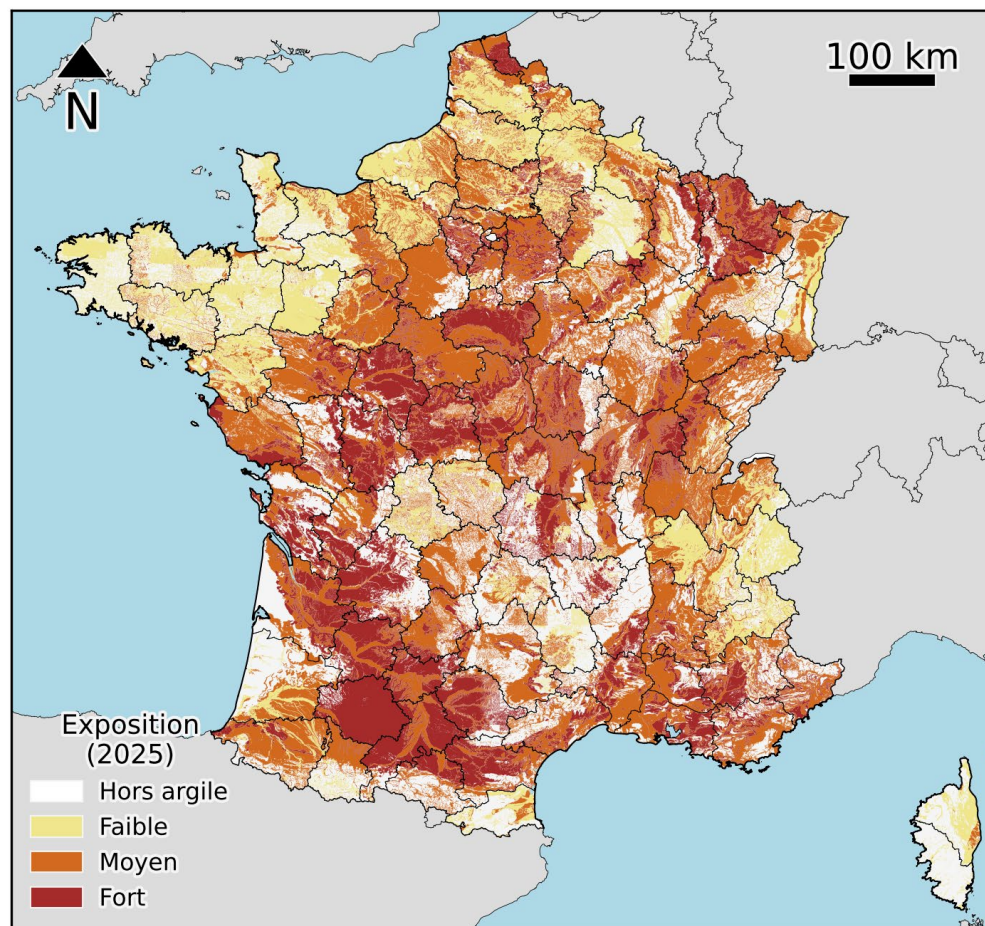 N
100 km
Exposition
(2025)
Hors argile
Faible
Moyen
Fort